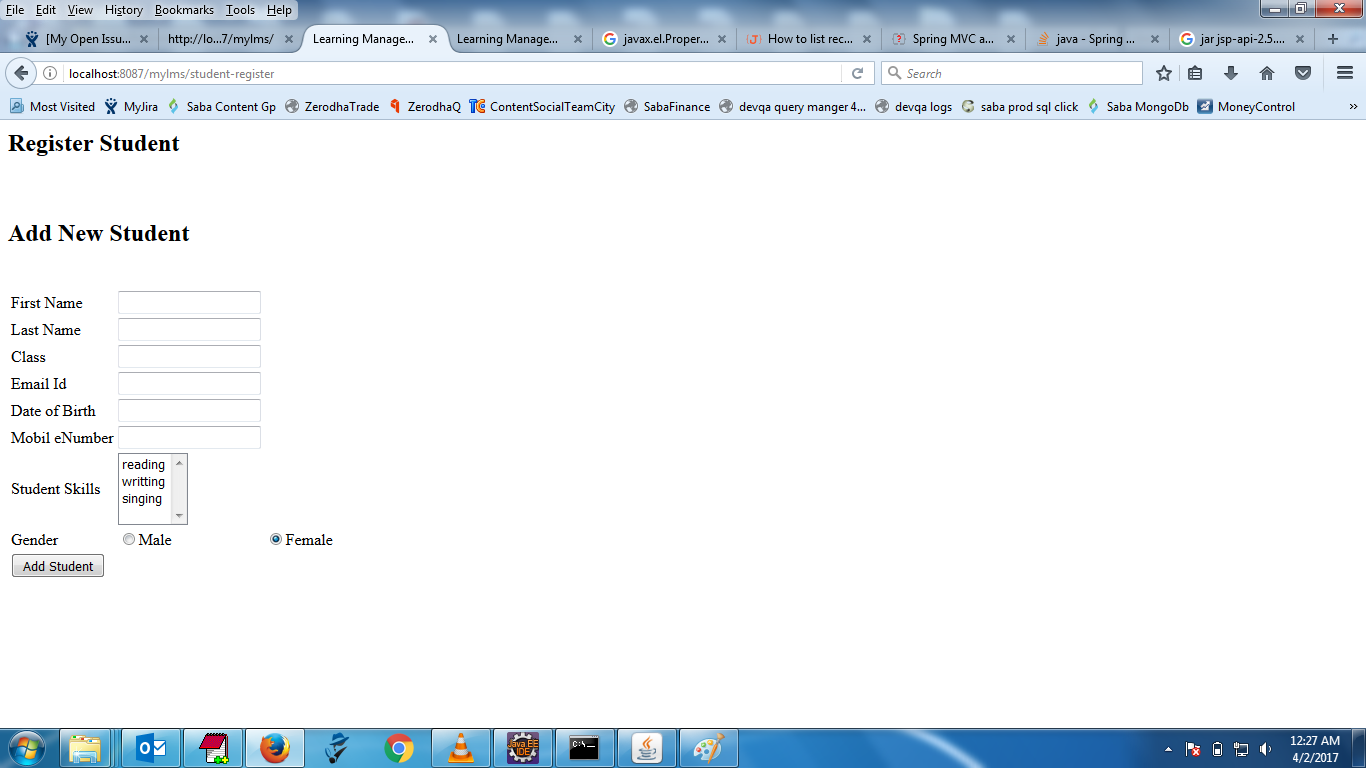 File Edit View History Bookmarks Tools Help
[My Open Issu... http://lo...7/mylms/ Learning Manage... Learning Manage... javax.el.Proper... How to list rec... Spring MVC a... java - Spring ... jar jsp-api-2.5....
localhost:8087/mylms/student-register Search
Most Visited MyJira Saba Content Gp ZerodhaTrade ZerodhaQ ContentSocialTeamCity SabaFinance devqa query manger 4... devqa logs saba prod sql click Saba MongoDb MoneyControl
Register Student
Add New Student
First Name
Last Name
Class
Email Id
Date of Birth
Mobil eNumber
reading
writting
Student Skills
singing
Gender Male Female
Add Student
Java EE
IDE
C:\
12:27 AM
4/2/2017